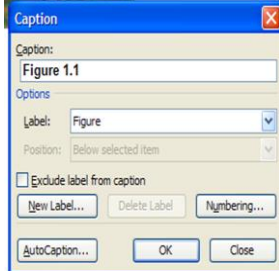 Caption
Caption:
Figure 1.1
Options
Label: Figure
Position: Below selected item
Exclude label from caption
New Label... Delete Label Numbering...
AutoCaption... OK Close